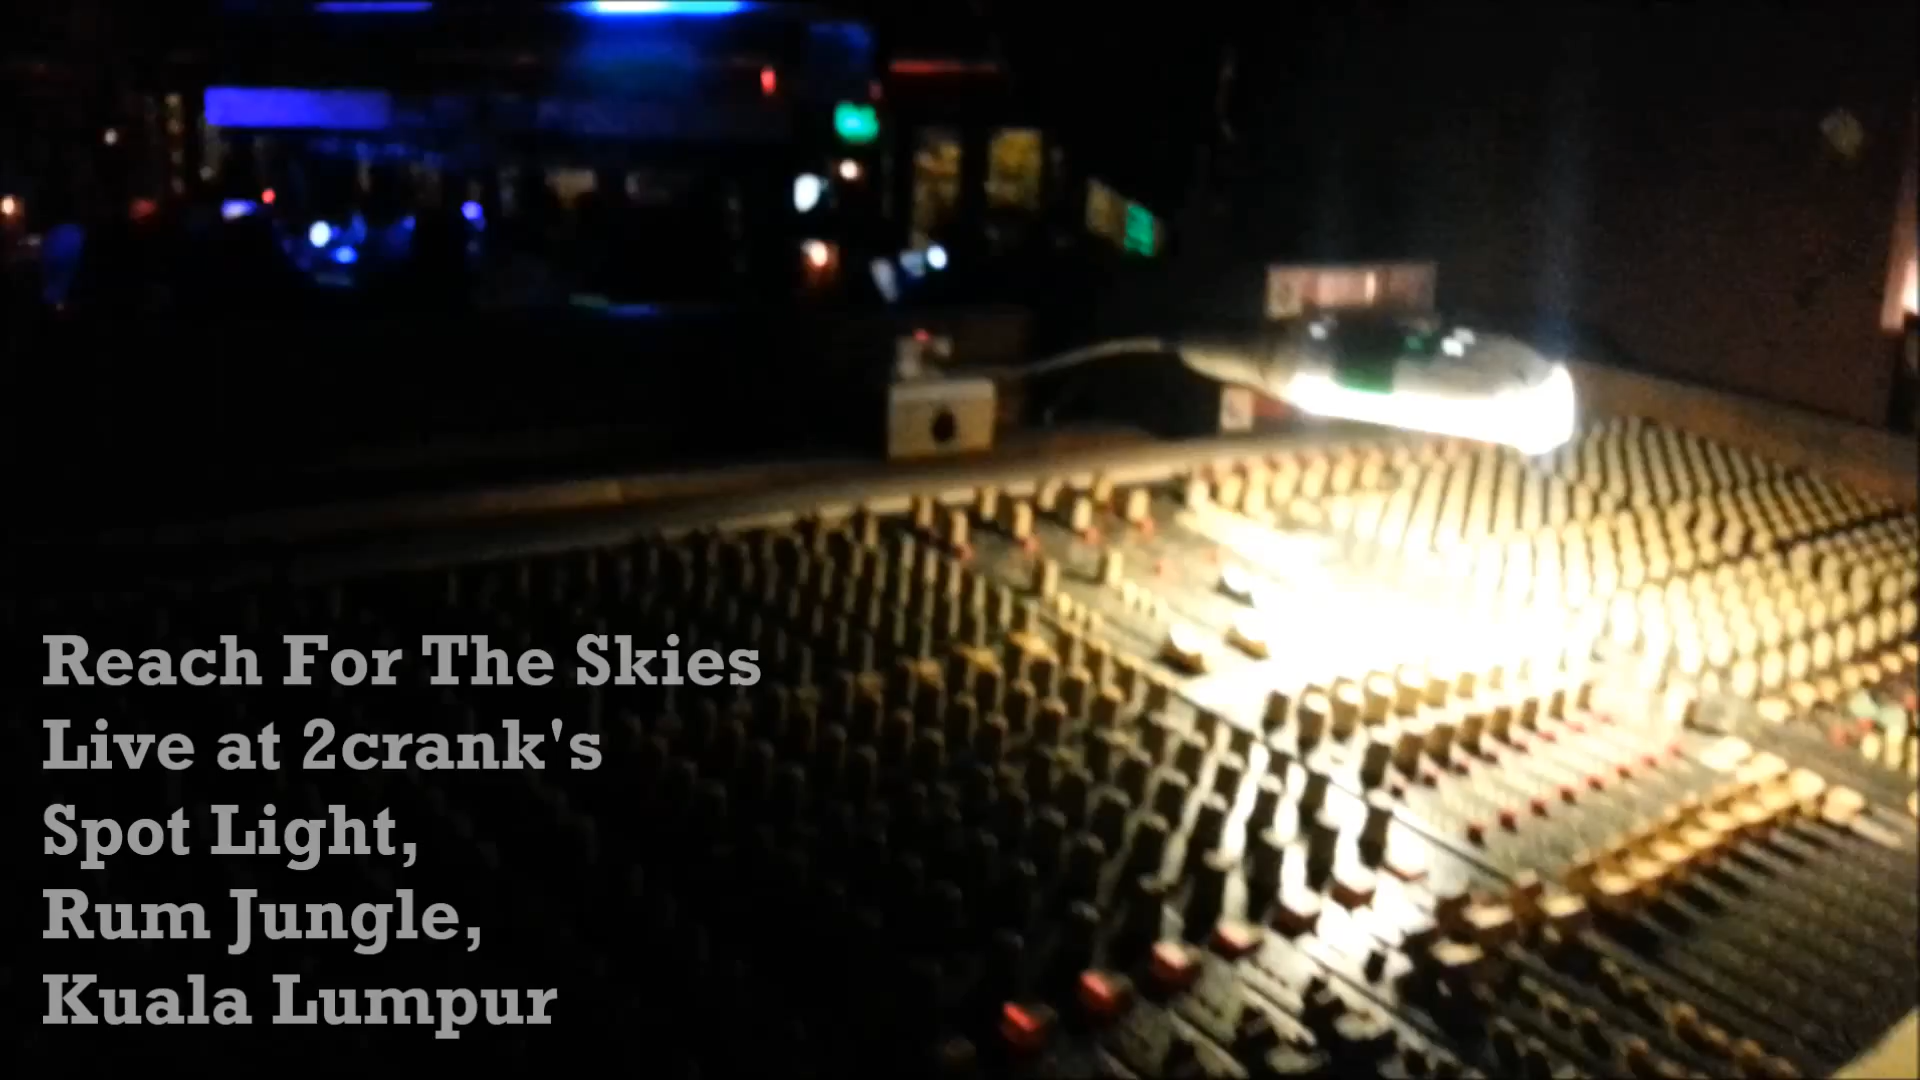 Reach For The Skies
Live at 2crank's
Spot Light,
Rum Jungle,
Kuala Lumpur